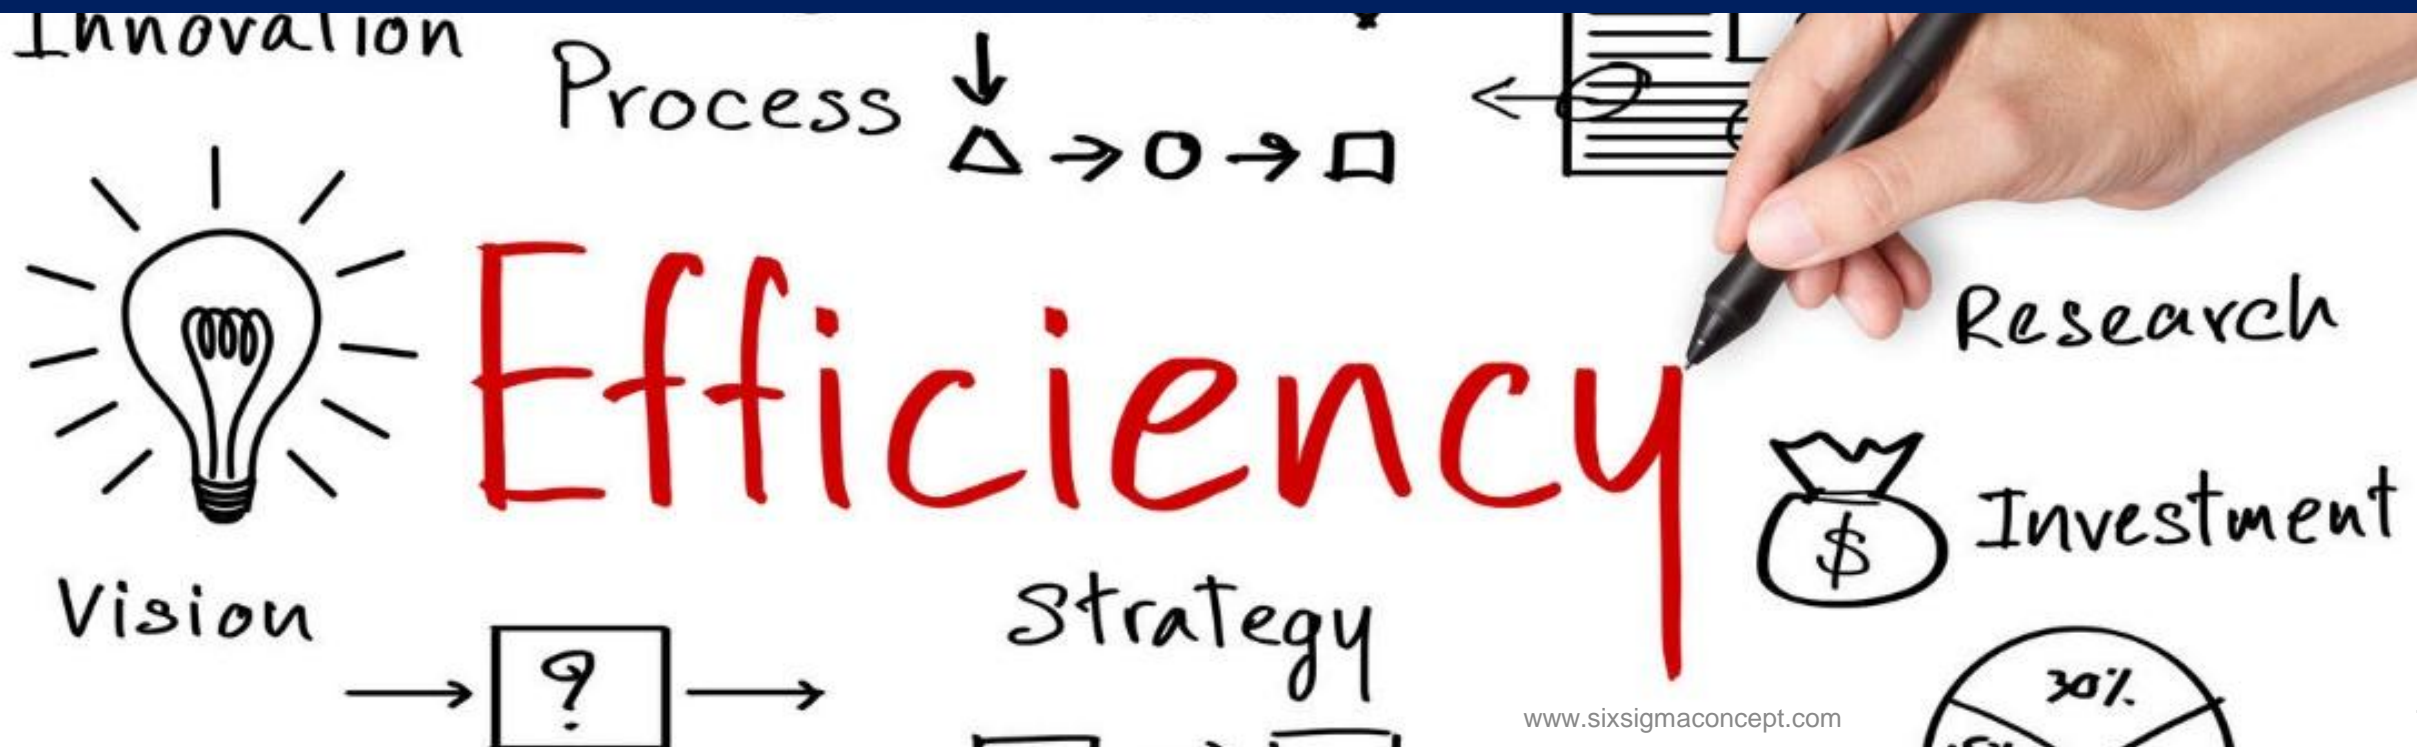 Innovation
Process
Efficiency
Research
$
Investment
Vision
Strategy
?
30%
www.sixsigmaconcept.com